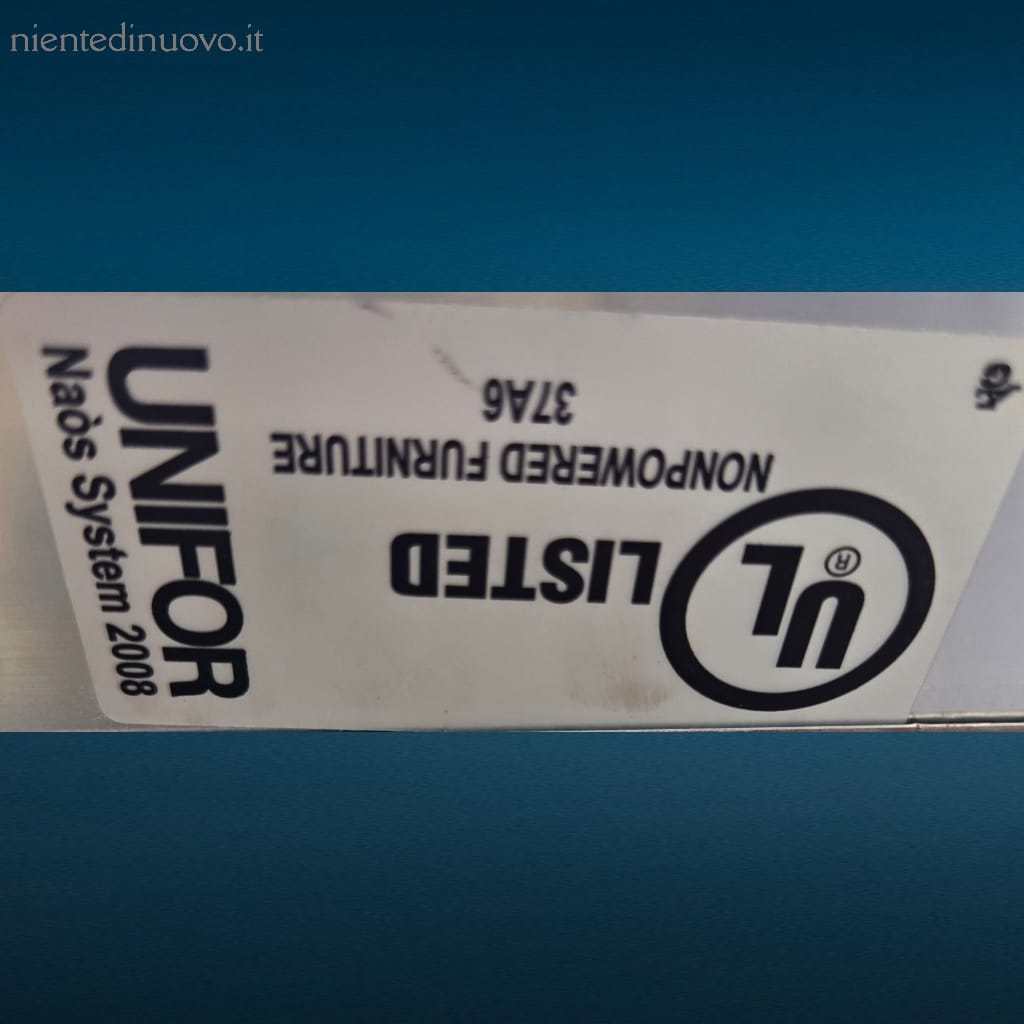 nientedinuovo.it
UNIFOR
Naòs System 2008
UL ® LISTED
NONPOWERED FURNITURE
37A6